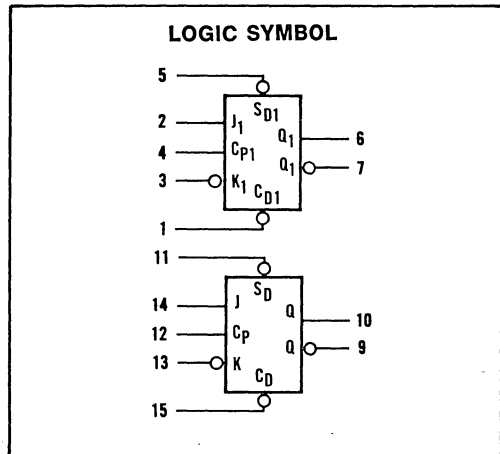 LOGIC SYMBOL
5
SD1
2 J1 Q1 6
4 CP1 Q1 7
3 K1 CD1
1
11
SD
14 J Q 10
12 CP Q 9
13 K CD
15